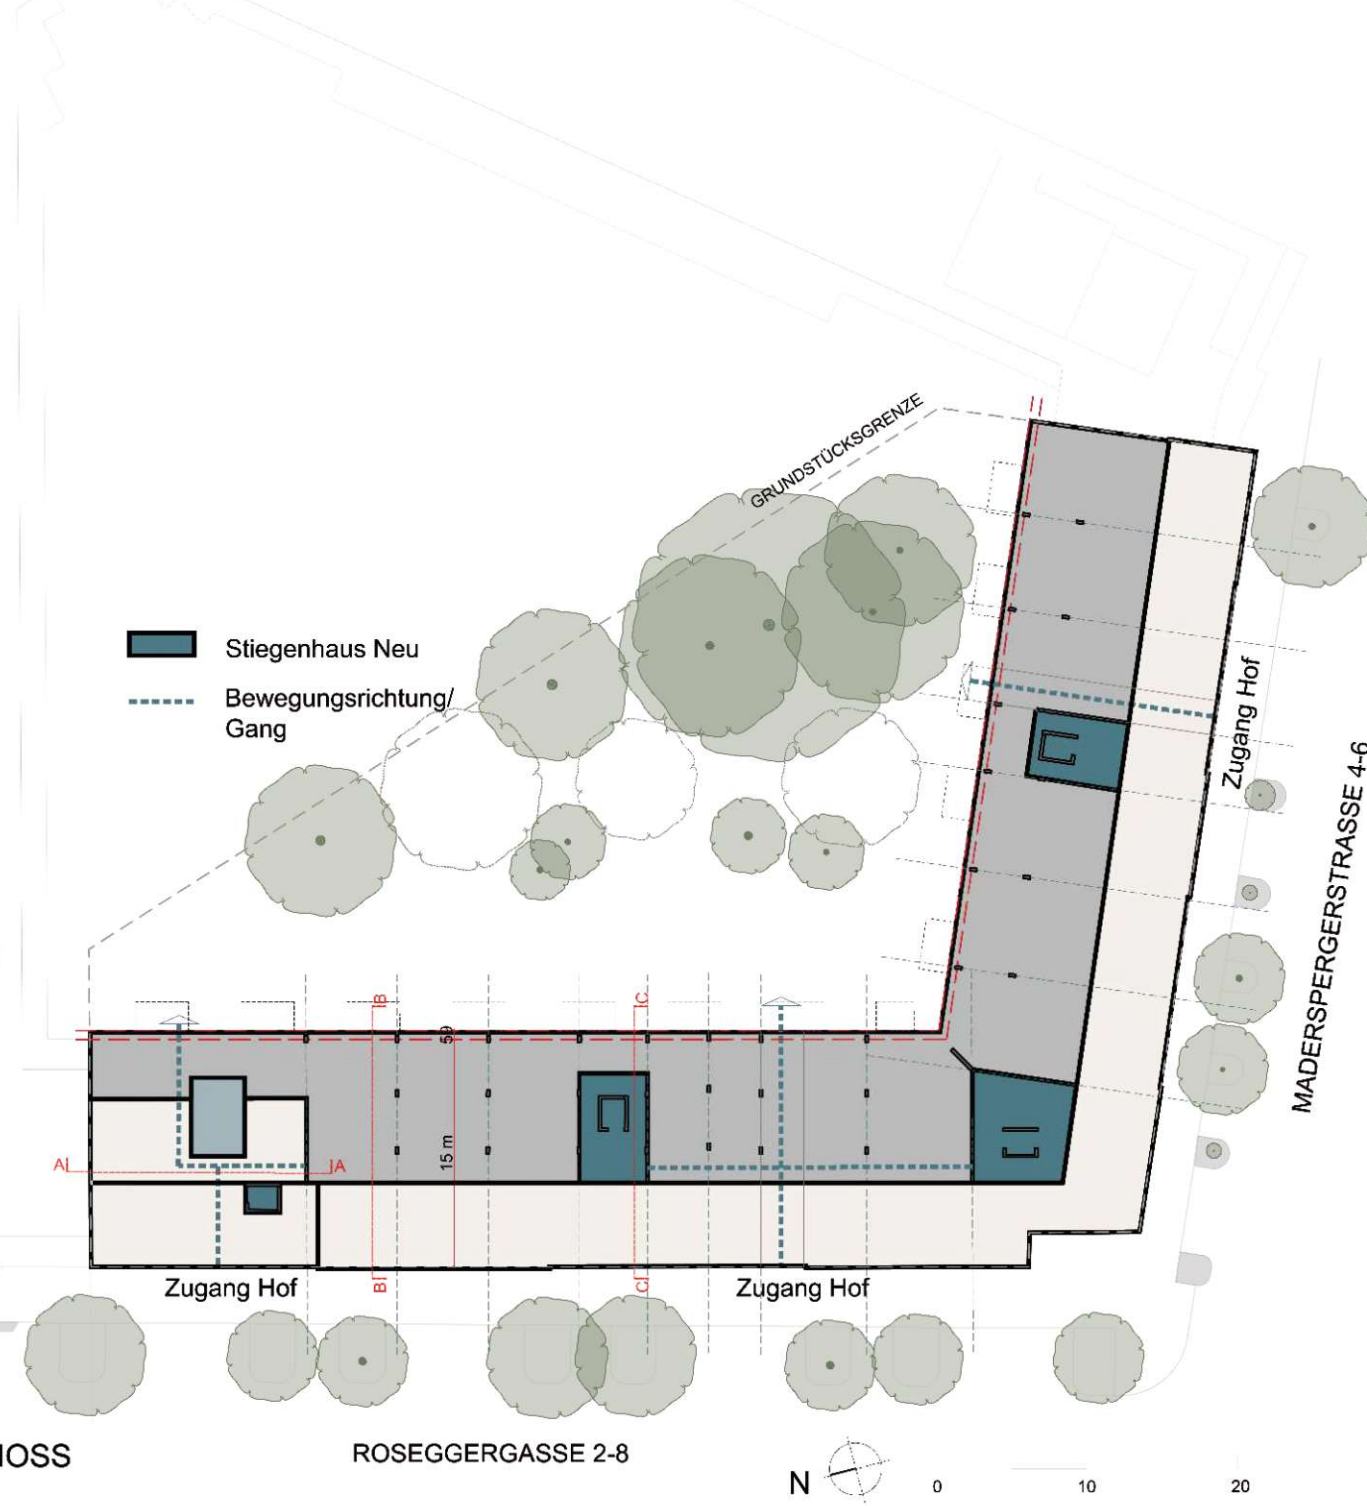 GRUNDSTÜCKSGRENZE
Stiegenhaus Neu
Bewegungsrichtung/
Gang
Zugang Hof
MADERSPERGERSTRASSE 4-6
B
C
59
15 m
A
A
B
C
Zugang Hof
Zugang Hof
ROSEGGERGASSE 2-8
N
0 10 20